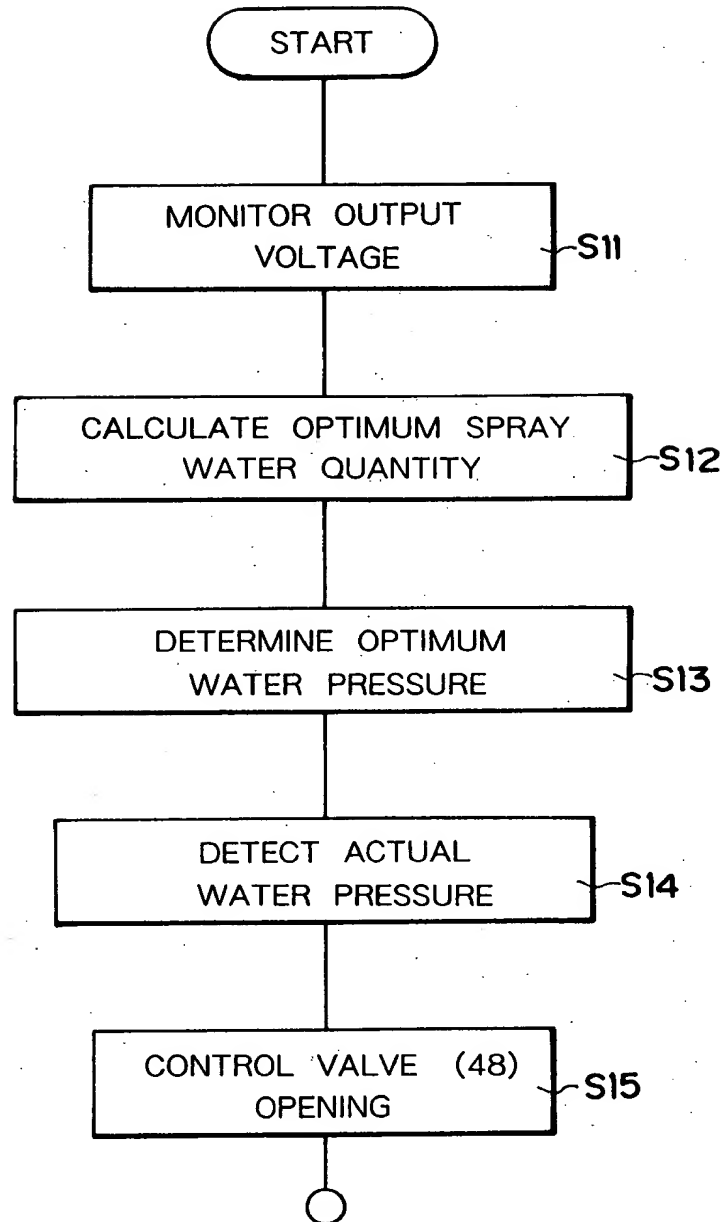 START
MONITOR OUTPUT
VOLTAGE
S11
CALCULATE OPTIMUM SPRAY
WATER QUANTITY
S12
DETERMINE OPTIMUM
WATER PRESSURE
S13
DETECT ACTUAL
WATER PRESSURE
S14
CONTROL VALVE (48)
OPENING
S15